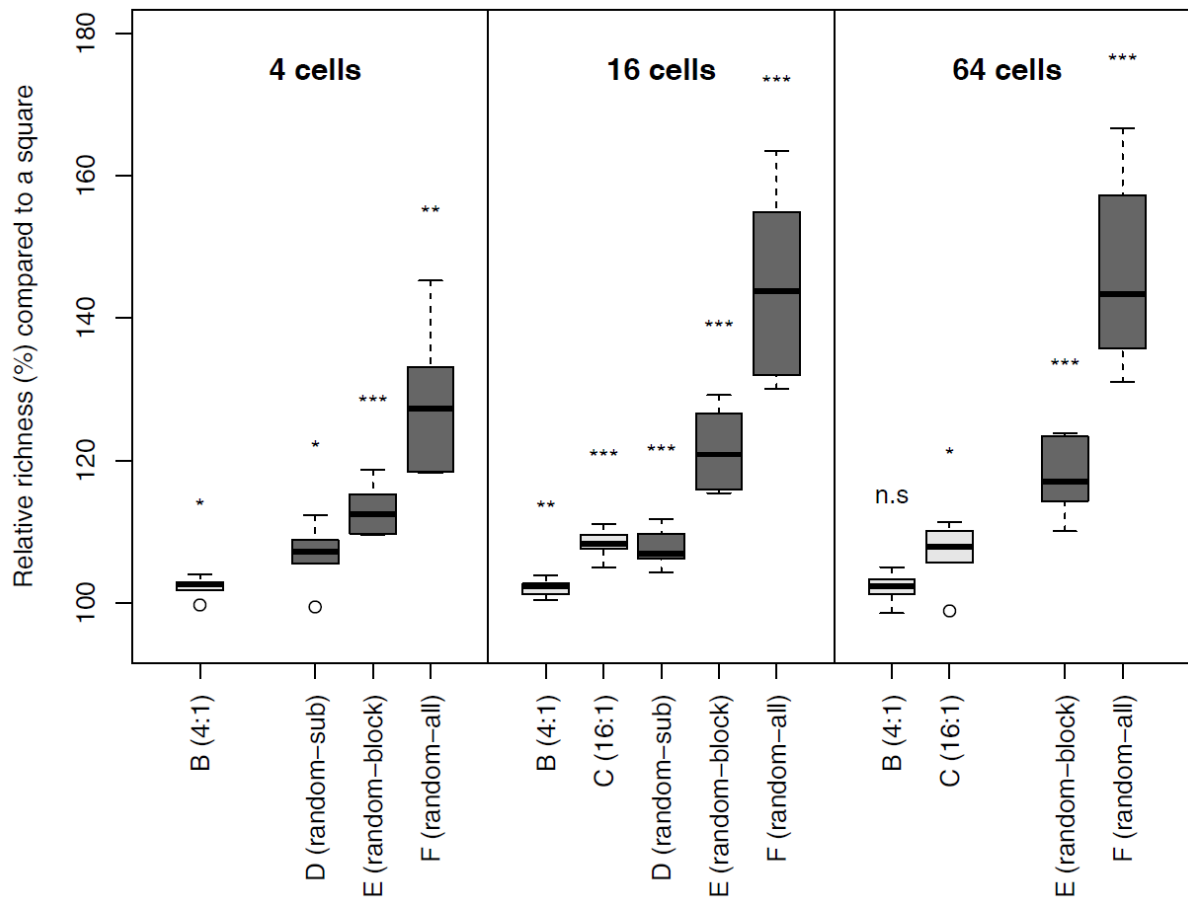 4 cells
16 cells
64 cells
Relative richness (%) compared to a square
180
160
140
120
100
*
*
***
**
**
***
***
***
***
n.s
*
***
***
B (4:1)
D (random−sub)
E (random−block)
F (random−all)
B (4:1)
C (16:1)
D (random−sub)
E (random−block)
F (random−all)
B (4:1)
C (16:1)
E (random−block)
F (random−all)